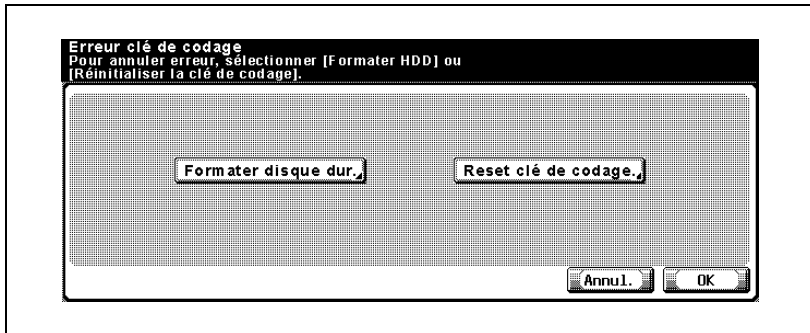 Erreur clé de codage
Pour annuler erreur, sélectionner [Formater HDD] ou
[Réinitialiser la clé de codage].
Formater disque dur.
Reset clé de codage.
Annul.
OK